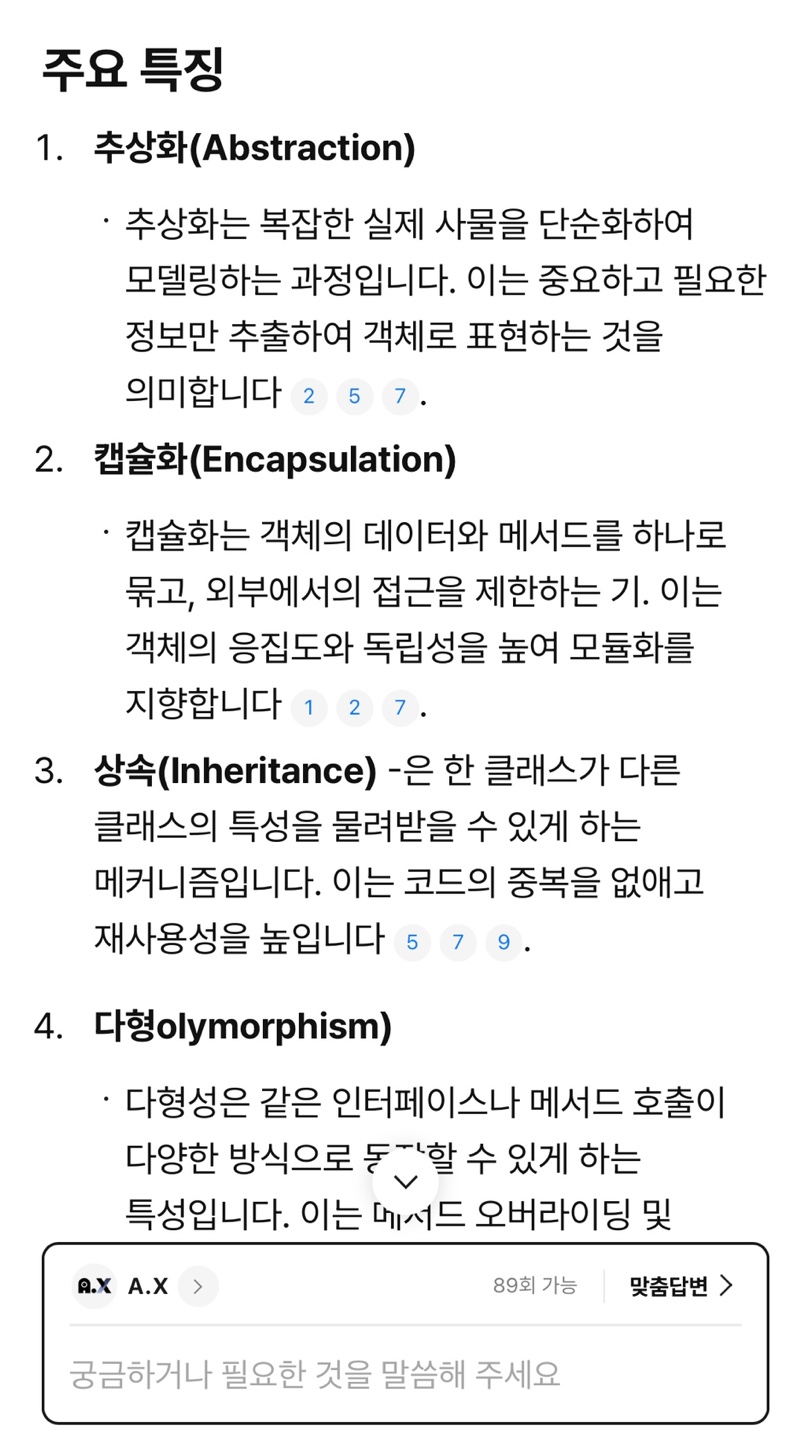 주요 특징
1. 추상화(Abstraction)
· 추상화는 복잡한 실제 사물을 단순화하여
모델링하는 과정입니다. 이는 중요하고 필요한
정보만 추출하여 객체로 표현하는 것을
의미합니다 2 5 7.
2. 캡슐화(Encapsulation)
· 캡슐화는 객체의 데이터와 메서드를 하나로
묶고, 외부에서의 접근을 제한하는 기. 이는
객체의 응집도와 독립성을 높여 모듈화를
지향합니다 1 2 7.
3. 상속(Inheritance) -은 한 클래스가 다른
클래스의 특성을 물려받을 수 있게 하는
메커니즘입니다. 이는 코드의 중복을 없애고
재사용성을 높입니다 5 7 9.
4. 다형olymorphism)
· 다형성은 같은 인터페이스나 메서드 호출이
다양한 방식으로 동작할 수 있게 하는
특성입니다. 이는 메서드 오버라이딩 및
A.X A.X 89회 가능 맞춤답변
궁금하거나 필요한 것을 말씀해 주세요